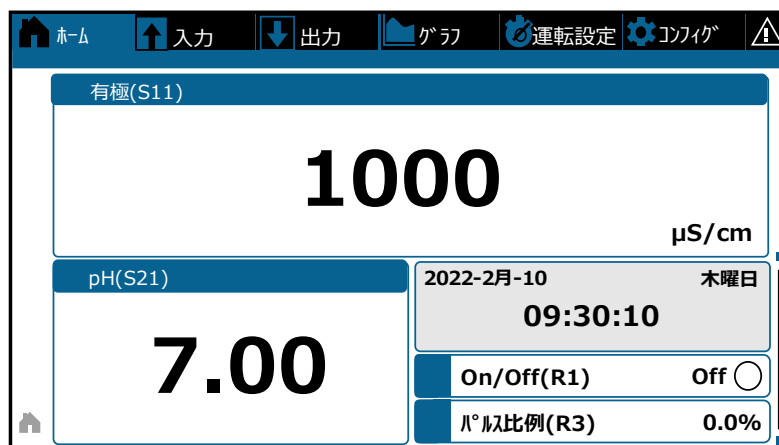 ﾎｰﾑ 入力 出力 ｸﾞﾗﾌ 運転設定 ｺﾝﾌｨｸﾞ
有極(S11)
1000
µS/cm
pH(S21)
7.00
2022-2月-10 木曜日
09:30:10
On/Off(R1) Off
ﾊﾟﾙｽ比例(R3) 0.0%